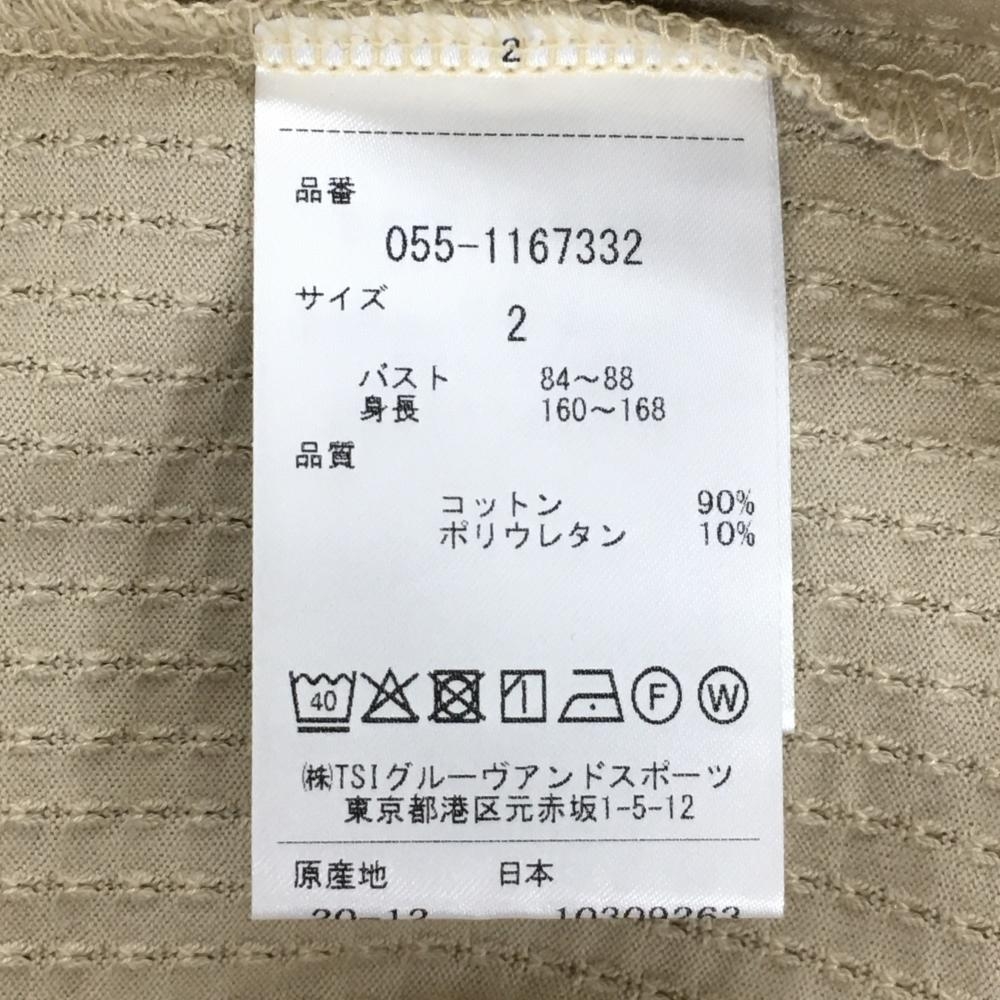 2
品番
055-1167332
サイズ
2
バスト 84～88
身長 160～168
品質
コットン 90%
ポリウレタン 10%
40 F W
㈱TSIグルーヴアンドスポーツ
東京都港区元赤坂1-5-12
原産地 日本